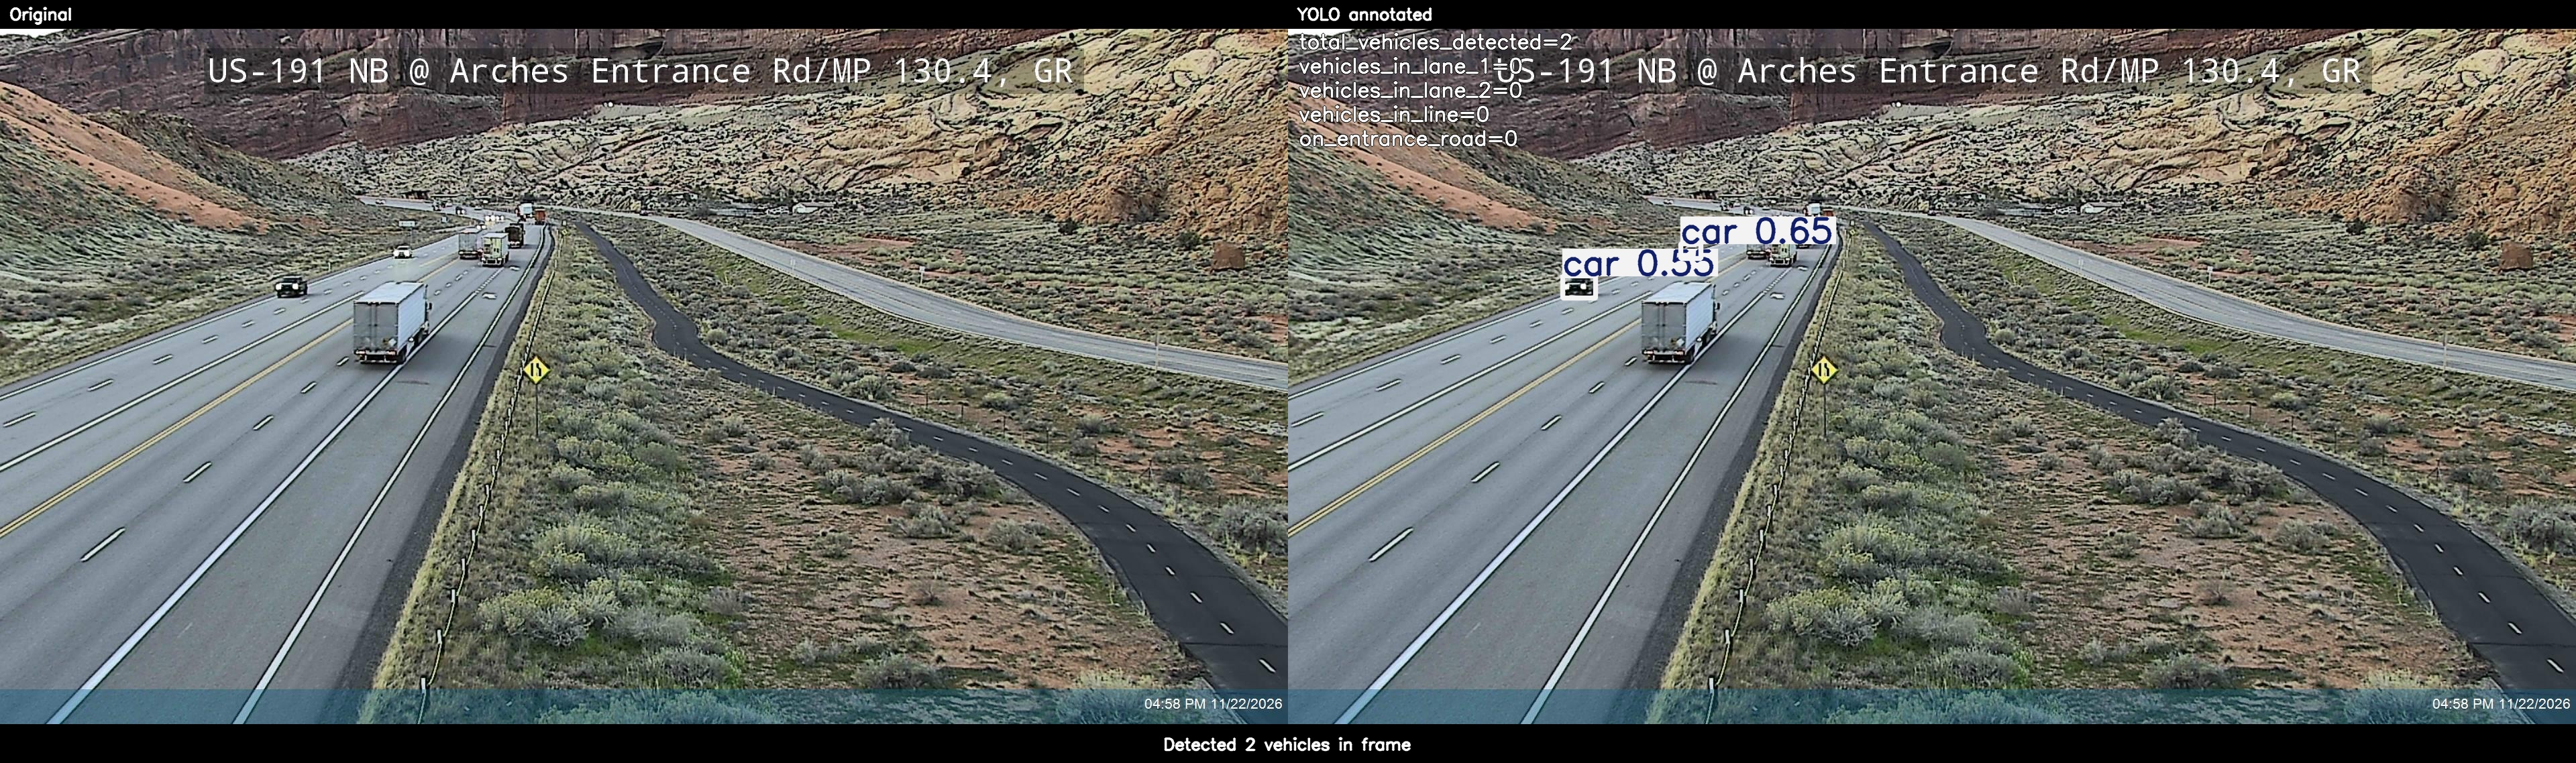 Original
US-191 NB @ Arches Entrance Rd/MP 130.4, GR
04:58 PM 11/22/2026
YOLO annotated
total_vehicles_detected=2
vehicles_in_lane_1=0
US-191 NB @ Arches Entrance Rd/MP 130.4, GR
vehicles_in_lane_2=0
vehicles_in_line=0
on_entrance_road=0
car 0.65
car 0.55
04:58 PM 11/22/2026
Detected 2 vehicles in frame